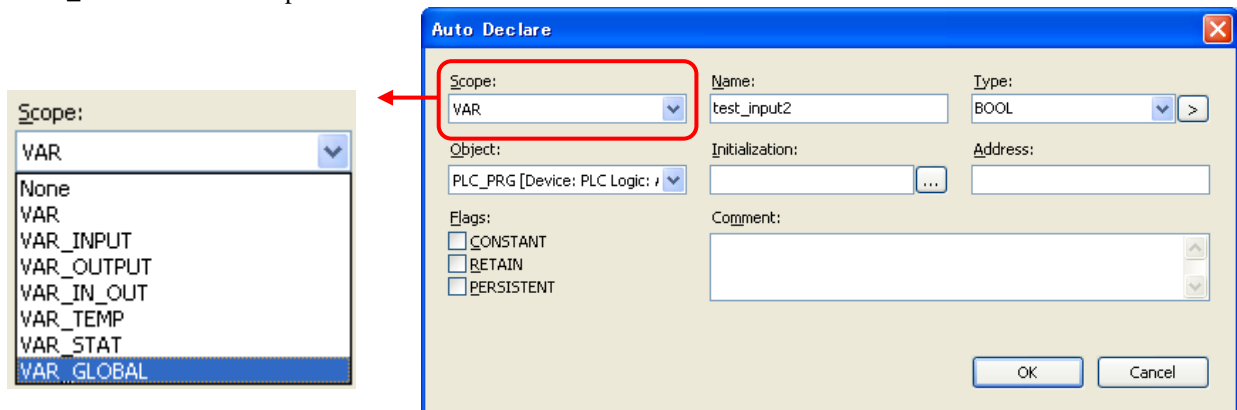 Auto Declare
Scope:
VAR
None
VAR
VAR_INPUT
VAR_OUTPUT
VAR_IN_OUT
VAR_TEMP
VAR_STAT
VAR_GLOBAL
Scope:
Name:
Type:
VAR
test_input2
BOOL
>
Object:
Initialization:
Address:
PLC_PRG [Device: PLC Logic:
...
Flags:
Comment:
CONSTANT
RETAIN
PERSISTENT
OK
Cancel